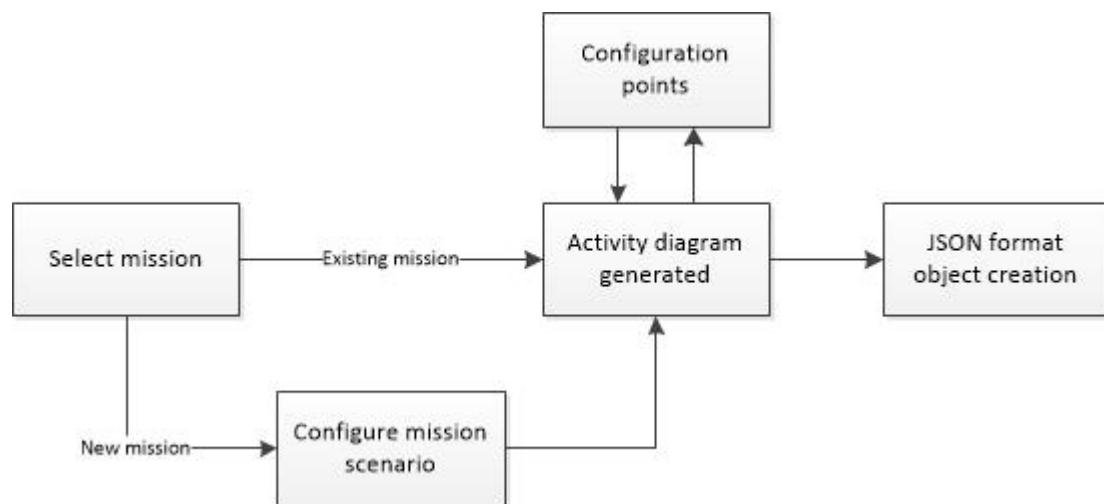 Configuration
points
Select mission
Existing mission
Activity diagram
generated
JSON format
object creation
New mission
Configure mission
scenario